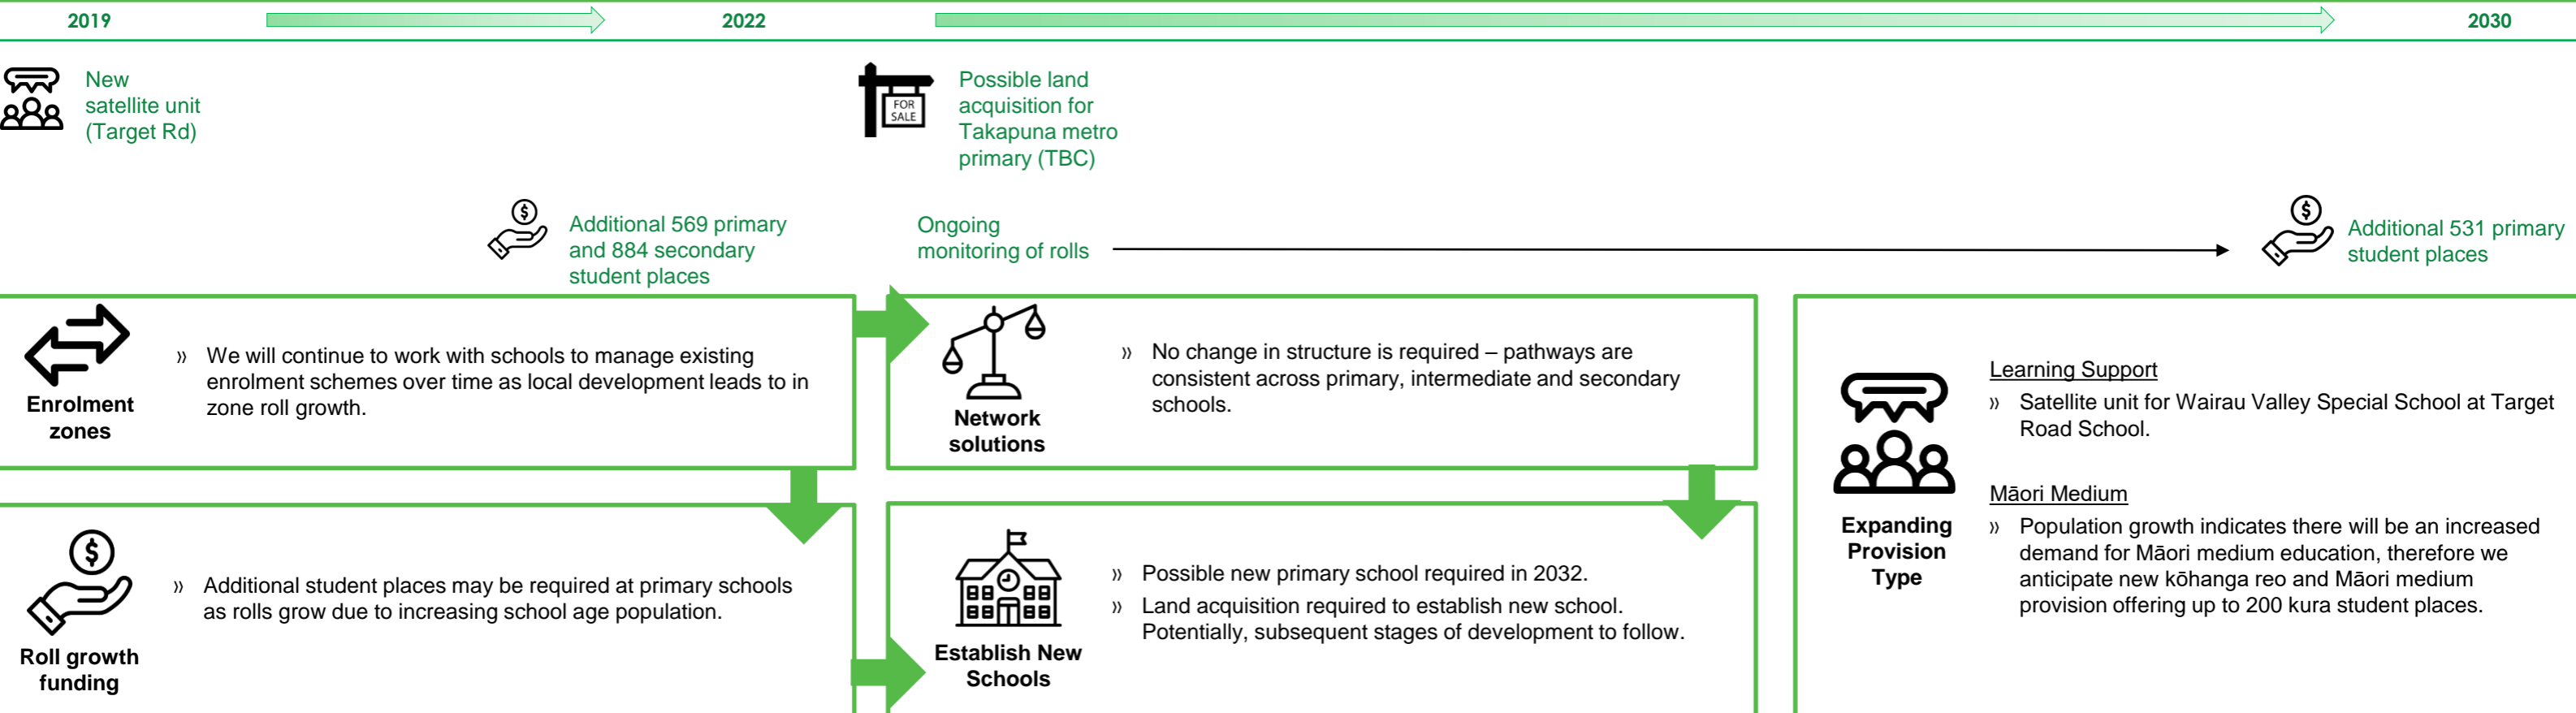 2019
2022
2030
New
satellite unit
(Target Rd)
FOR
SALE
Possible land
acquisition for
Takapuna metro
primary (TBC)
$
Additional 569 primary
and 884 secondary
student places
Ongoing
monitoring of rolls
$
Additional 531 primary
student places
Enrolment
zones
» We will continue to work with schools to manage existing
enrolment schemes over time as local development leads to in
zone roll growth.
Network
solutions
» No change in structure is required – pathways are
consistent across primary, intermediate and secondary
schools.
$
Roll growth
funding
» Additional student places may be required at primary schools
as rolls grow due to increasing school age population.
Establish New
Schools
» Possible new primary school required in 2032.
» Land acquisition required to establish new school.
Potentially, subsequent stages of development to follow.
Expanding
Provision
Type
Learning Support
» Satellite unit for Wairau Valley Special School at Target
Road School.
Māori Medium
» Population growth indicates there will be an increased
demand for Māori medium education, therefore we
anticipate new kōhanga reo and Māori medium
provision offering up to 200 kura student places.